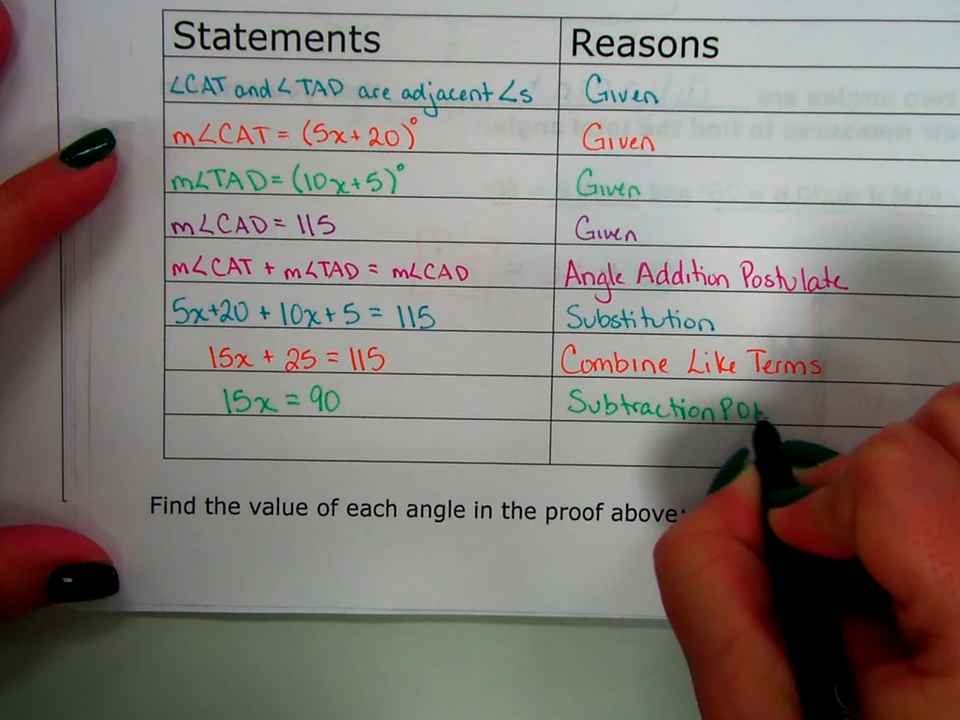 Statements Reasons
∠CAT and ∠TAD are adjacent ∠s Given
m∠CAT = (5x+20)° Given
m∠TAD = (10x+5)° Given
m∠CAD = 115 Given
m∠CAT + m∠TAD = m∠CAD Angle Addition Postulate
5x+20 + 10x+5 = 115 Substitution
15x + 25 = 115 Combine Like Terms
15x = 90 Subtraction
Find the value of each angle in the proof above: